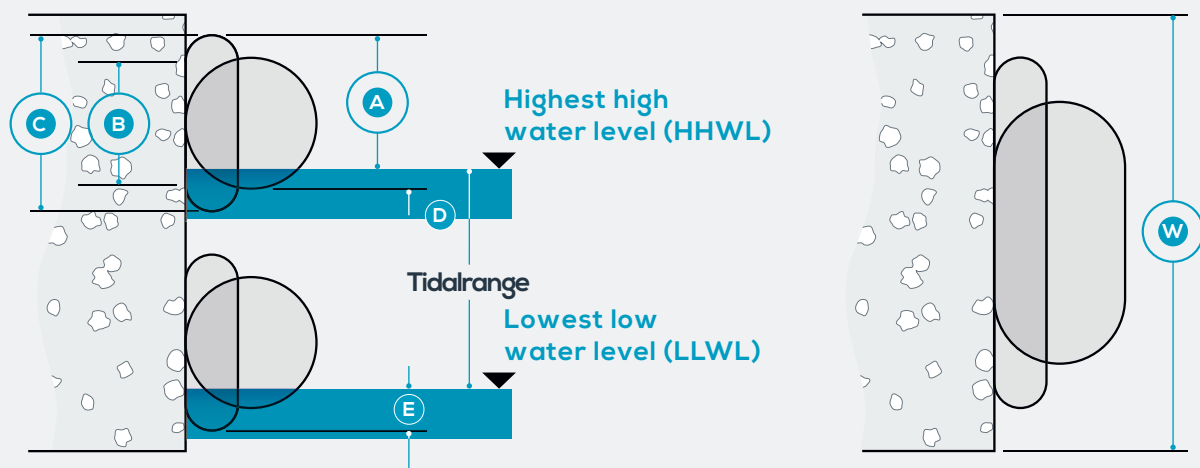 C
B
A
Highest high
water level (HHWL)
D
Tidalrange
Lowest low
water level (LLWL)
E
W